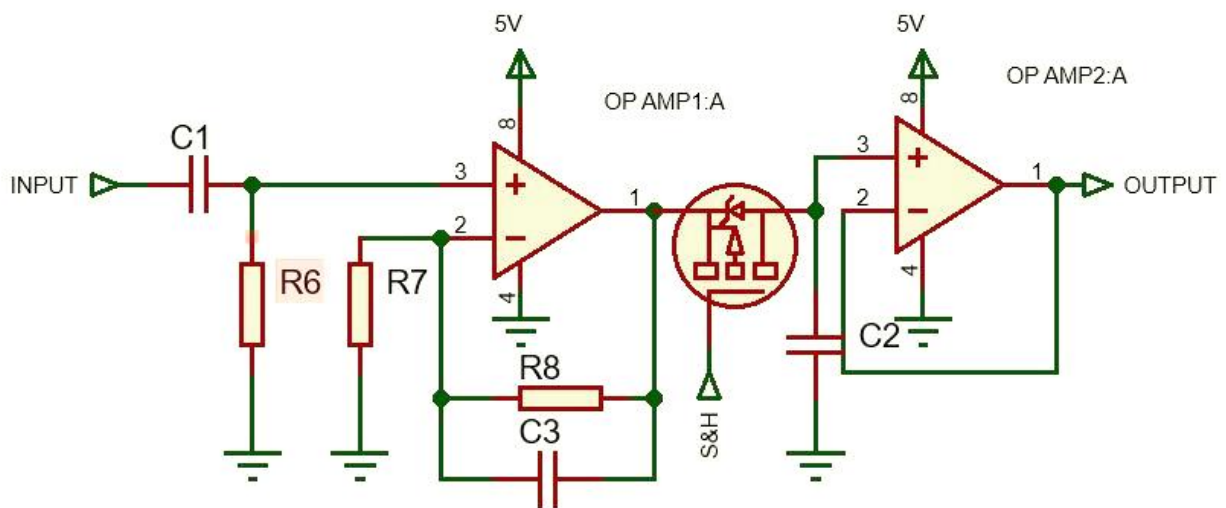 5V
5V
OP AMP1:A
OP AMP2:A
C1
8
8
INPUT
3
3
+
+
1
1
OUTPUT
2
2
−
−
R6
R7
4
4
C2
R8
C3
S&H